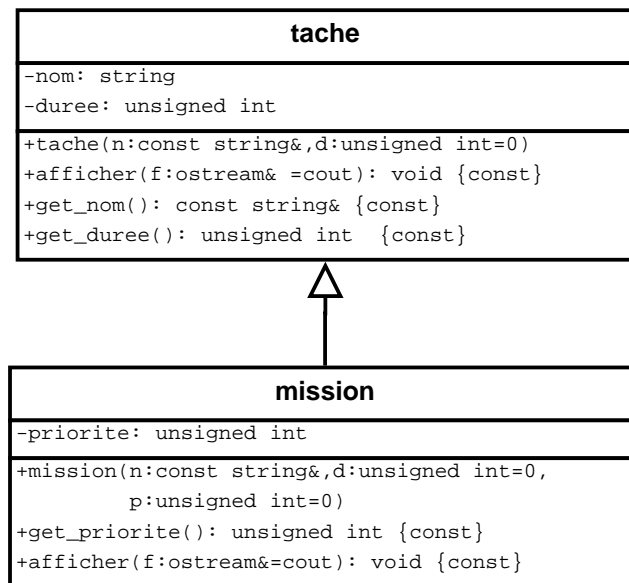 tache
-nom: string
-duree: unsigned int
+tache(n:const string&,d:unsigned int=0)
+afficher(f:ostream& =cout): void {const}
+get_nom(): const string& {const}
+get_duree(): unsigned int  {const}
mission
-priorite: unsigned int
+mission(n:const string&,d:unsigned int=0,
p:unsigned int=0)
+get_priorite(): unsigned int {const}
+afficher(f:ostream&=cout): void {const}